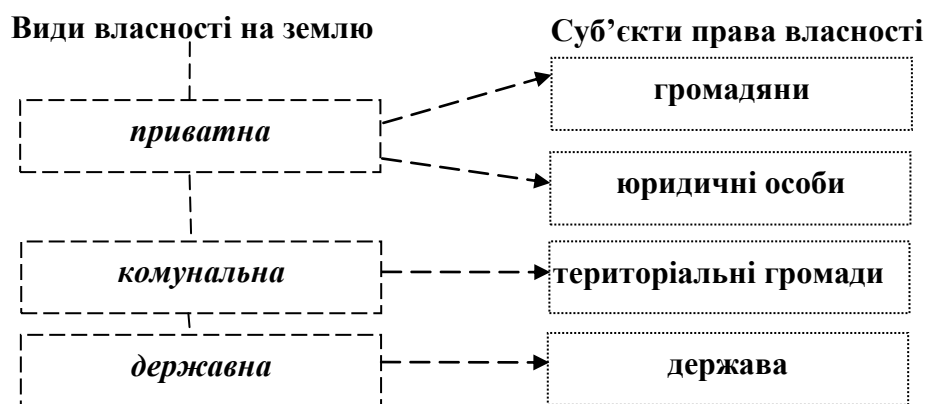 Види власності на землю
Суб’єкти права власності
приватна
громадяни
юридичні особи
комунальна
територіальні громади
державна
держава